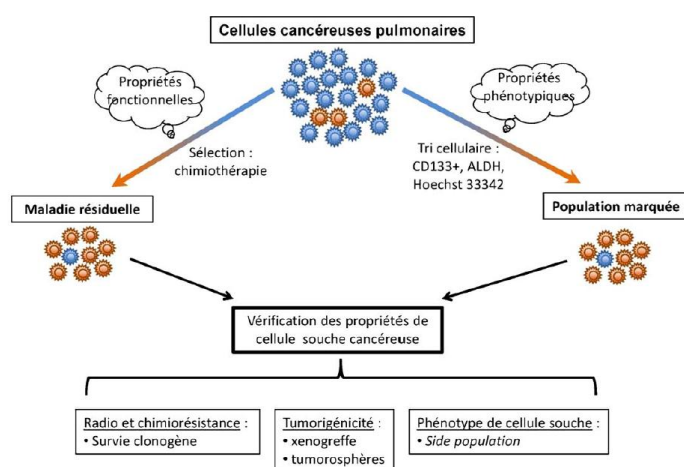 Cellules cancéreuses pulmonaires
Propriétés
fonctionnelles
Propriétés
phénotypiques
Sélection :
chimiothérapie
Tri cellulaire :
CD133+, ALDH,
Hoechst 33342
Maladie résiduelle
Population marquée
Vérification des propriétés de
cellule souche cancéreuse
Radio et chimiorésistance :
• Survie clonogène
Tumorigénicité :
• xenogreffe
• tumorosphères
Phénotype de cellule souche :
• Side population